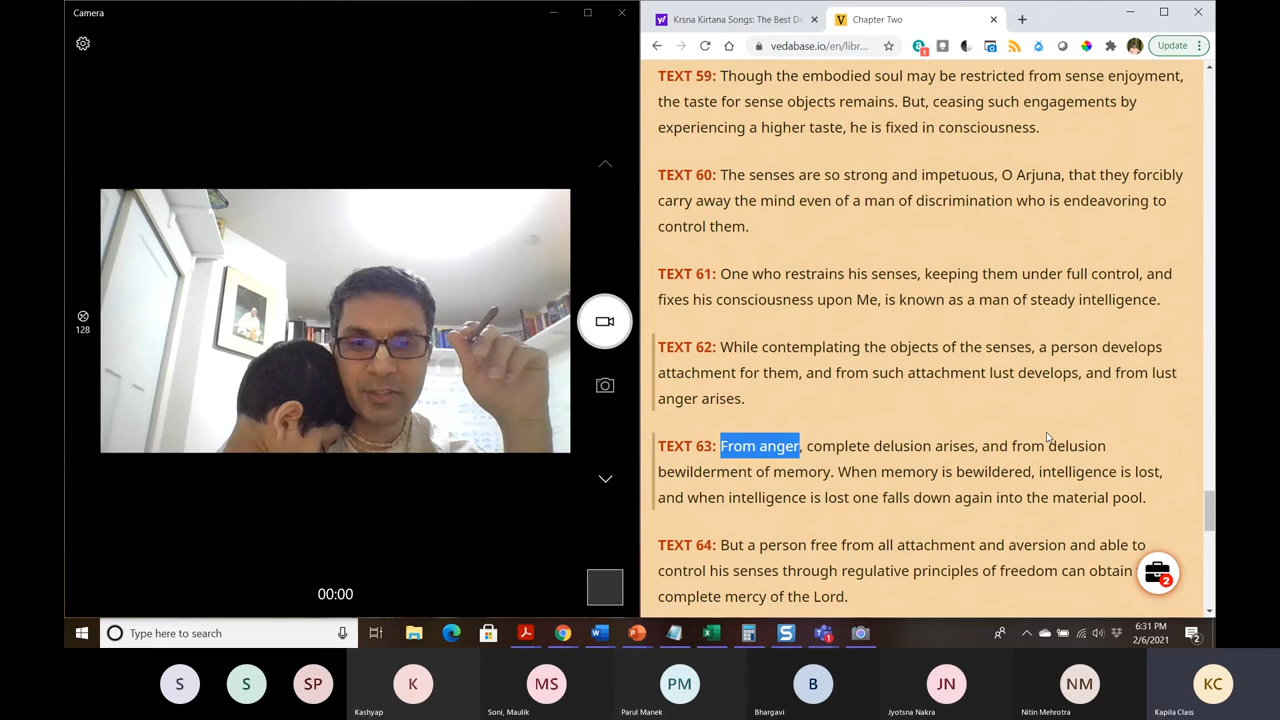 Camera
128
00:00
Krsna Kirtana Songs: The Best De
Chapter Two
vedabase.io/en/libr...
1
Update
TEXT 59: Though the embodied soul may be restricted from sense enjoyment,
the taste for sense objects remains. But, ceasing such engagements by
experiencing a higher taste, he is fixed in consciousness.
TEXT 60: The senses are so strong and impetuous, O Arjuna, that they forcibly
carry away the mind even of a man of discrimination who is endeavoring to
control them.
TEXT 61: One who restrains his senses, keeping them under full control, and
fixes his consciousness upon Me, is known as a man of steady intelligence.
TEXT 62: While contemplating the objects of the senses, a person develops
attachment for them, and from such attachment lust develops, and from lust
anger arises.
TEXT 63: From anger, complete delusion arises, and from delusion
bewilderment of memory. When memory is bewildered, intelligence is lost,
and when intelligence is lost one falls down again into the material pool.
TEXT 64: But a person free from all attachment and aversion and able to
control his senses through regulative principles of freedom can obtain
complete mercy of the Lord.
2
Type here to search
6:31 PM
2/6/2021
2
S
S
SP
K
MS
PM
B
JN
NM
KC
Kashyap
Soni, Maulik
Parul Manek
Bhargavi
Jyotsna Nakra
Nitin Mehrotra
Kapila Class